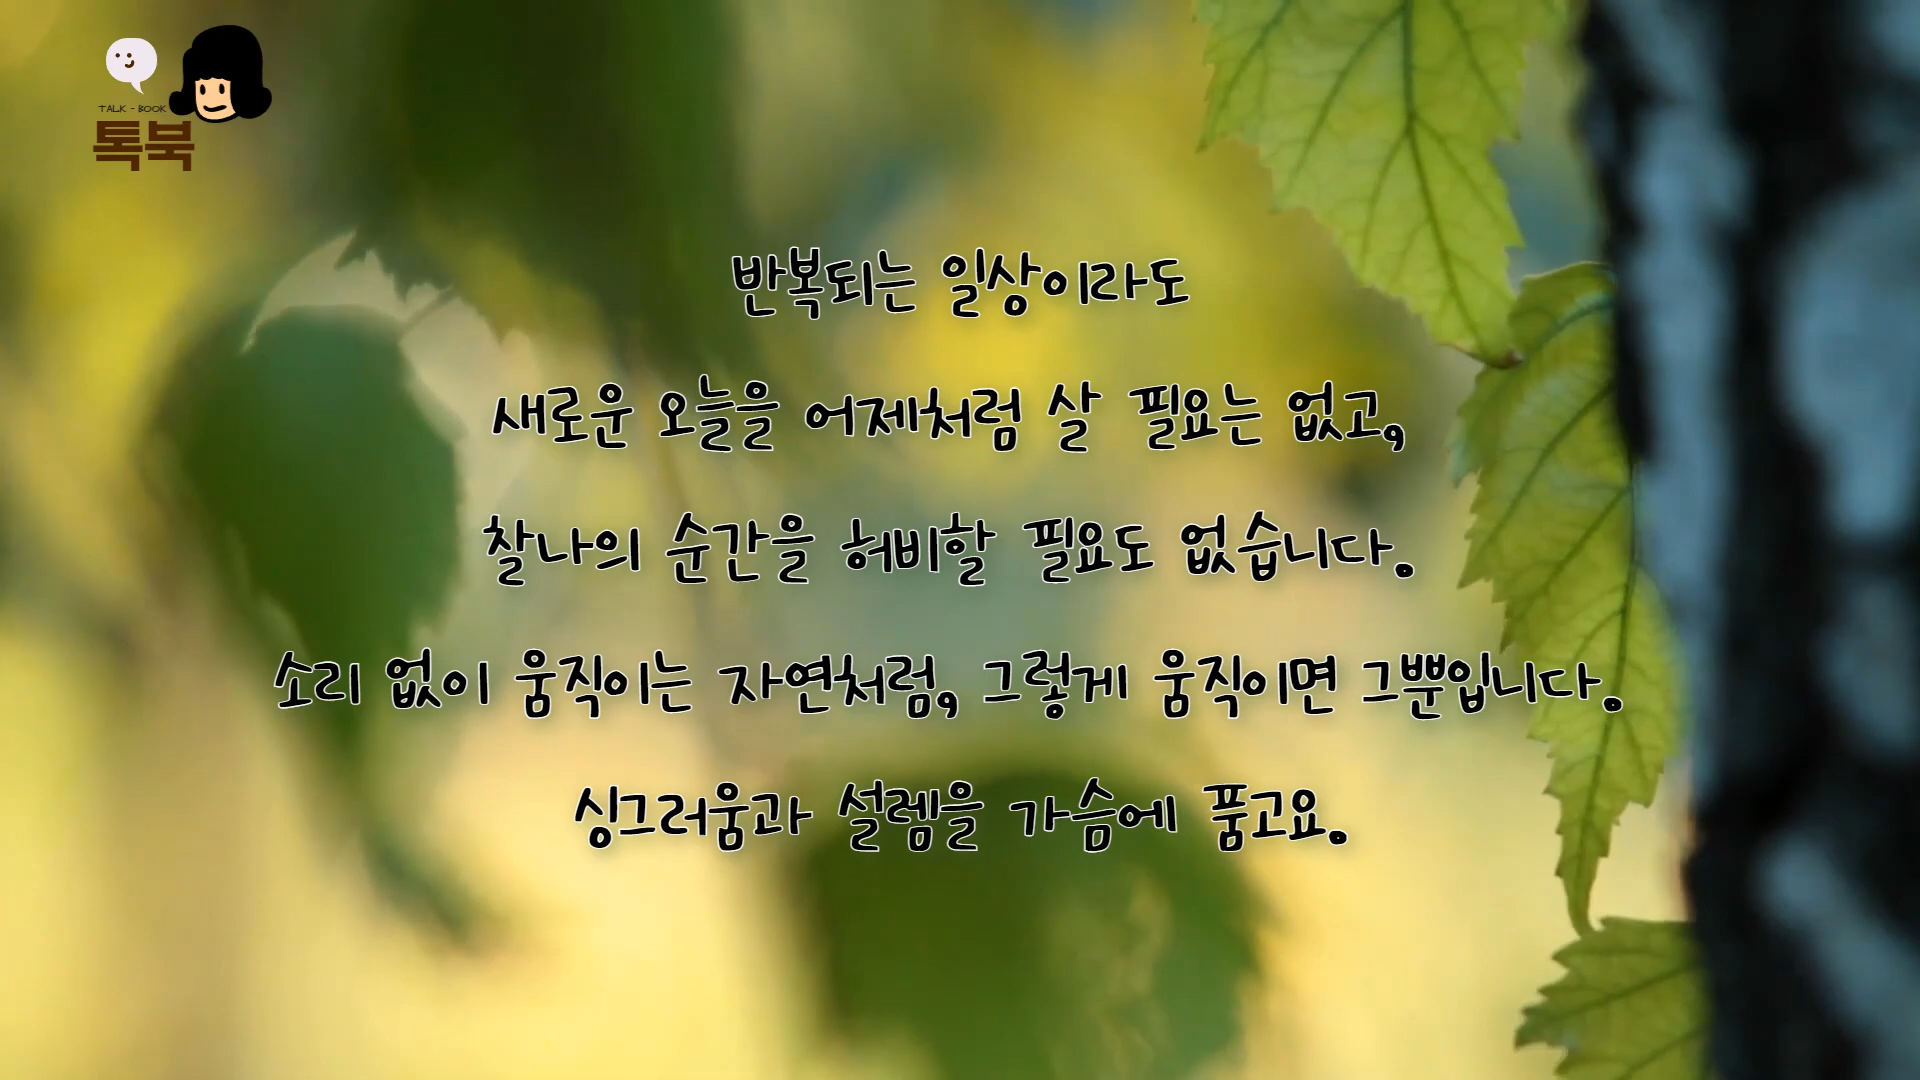 TALK - BOOK
톡북
반복되는 일상이라도
새로운 오늘을 어제처럼 살 필요는 없고,
찰나의 순간을 허비할 필요도 없습니다.
소리 없이 움직이는 자연처럼, 그렇게 움직이면 그뿐입니다.
싱그러움과 설렘을 가슴에 품고요.